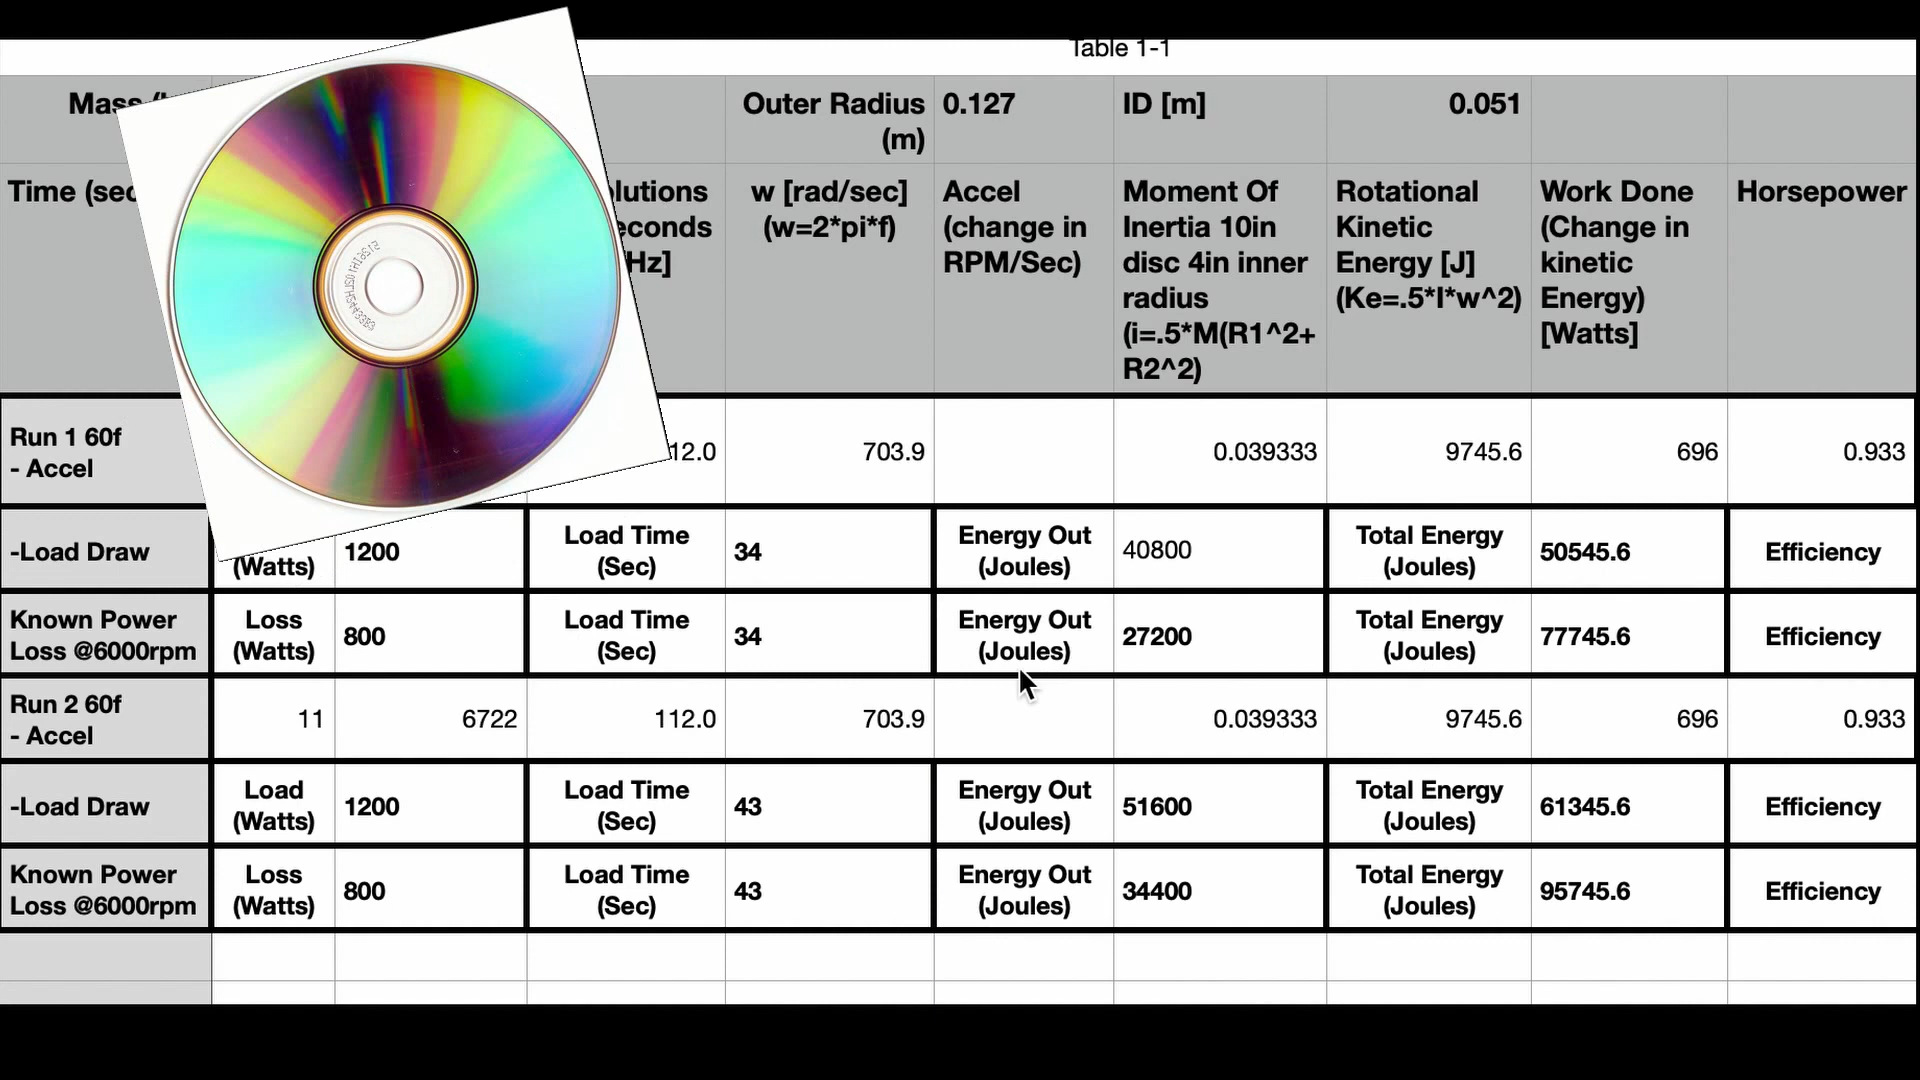 Table 1-1
Outer Radius (m) 0.127 ID [m] 0.051
Time w [rad/sec] (w=2*pi*f) Accel (change in RPM/Sec) Moment Of Inertia 10in disc 4in inner radius (i=.5*M(R1^2+ R2^2) Rotational Kinetic Energy [J] (Ke=.5*I*w^2) Work Done (Change in kinetic Energy) [Watts] Horsepower
Run 1 60f - Accel 703.9 0.039333 9745.6 696 0.933
-Load Draw (Watts) 1200 Load Time (Sec) 34 Energy Out (Joules) 40800 Total Energy (Joules) 50545.6 Efficiency
Known Power Loss @6000rpm Loss (Watts) 800 Load Time (Sec) 34 Energy Out (Joules) 27200 Total Energy (Joules) 77745.6 Efficiency
Run 2 60f - Accel 11 6722 112.0 703.9 0.039333 9745.6 696 0.933
-Load Draw Load (Watts) 1200 Load Time (Sec) 43 Energy Out (Joules) 51600 Total Energy (Joules) 61345.6 Efficiency
Known Power Loss @6000rpm Loss (Watts) 800 Load Time (Sec) 43 Energy Out (Joules) 34400 Total Energy (Joules) 95745.6 Efficiency